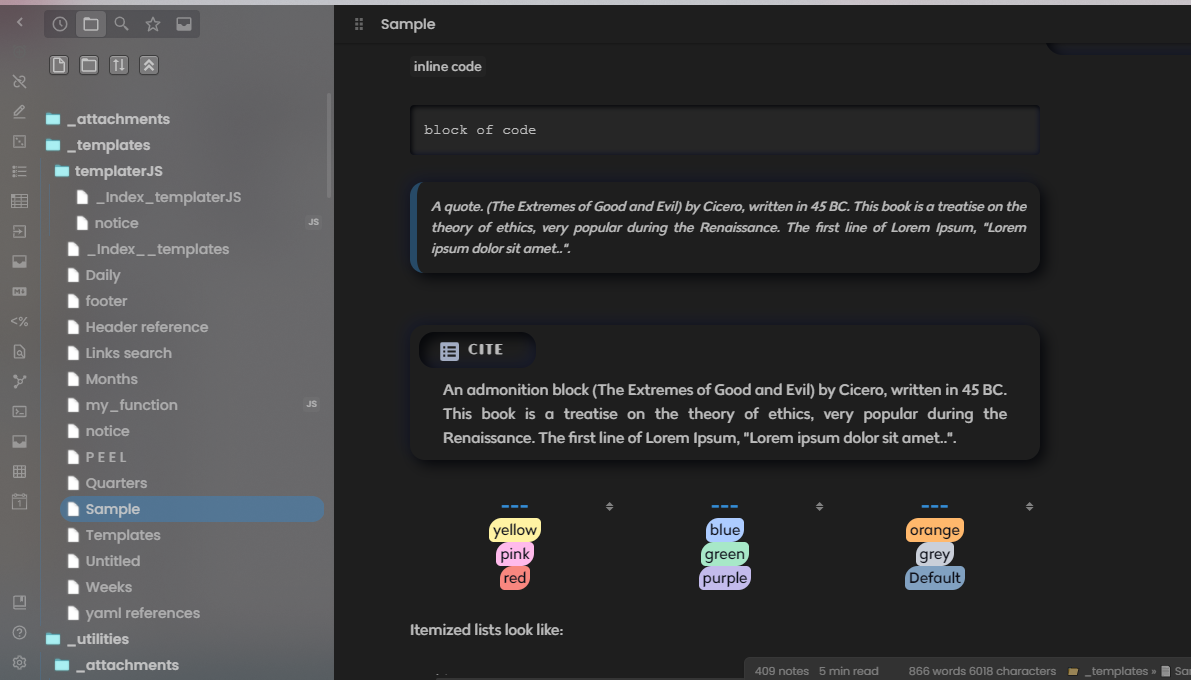 Sample
_attachments
_templates
templaterJS
_Index_templaterJS
notice
JS
_Index__templates
Daily
footer
Header reference
Links search
Months
my_function
JS
notice
P E E L
Quarters
Sample
Templates
Untitled
Weeks
yaml references
_utilities
_attachments
M↓
<%
1
inline code
block of code
A quote. (The Extremes of Good and Evil) by Cicero, written in 45 BC. This book is a treatise on the
theory of ethics, very popular during the Renaissance. The first line of Lorem Ipsum, "Lorem
ipsum dolor sit amet..".
CITE
An admonition block (The Extremes of Good and Evil) by Cicero, written in 45 BC.
This book is a treatise on the theory of ethics, very popular during the
Renaissance. The first line of Lorem Ipsum, "Lorem ipsum dolor sit amet..".
--- --- ---
yellow blue orange
pink green grey
red purple Default
Itemized lists look like:
409 notes 5 min read 866 words 6018 characters _templates » Sa